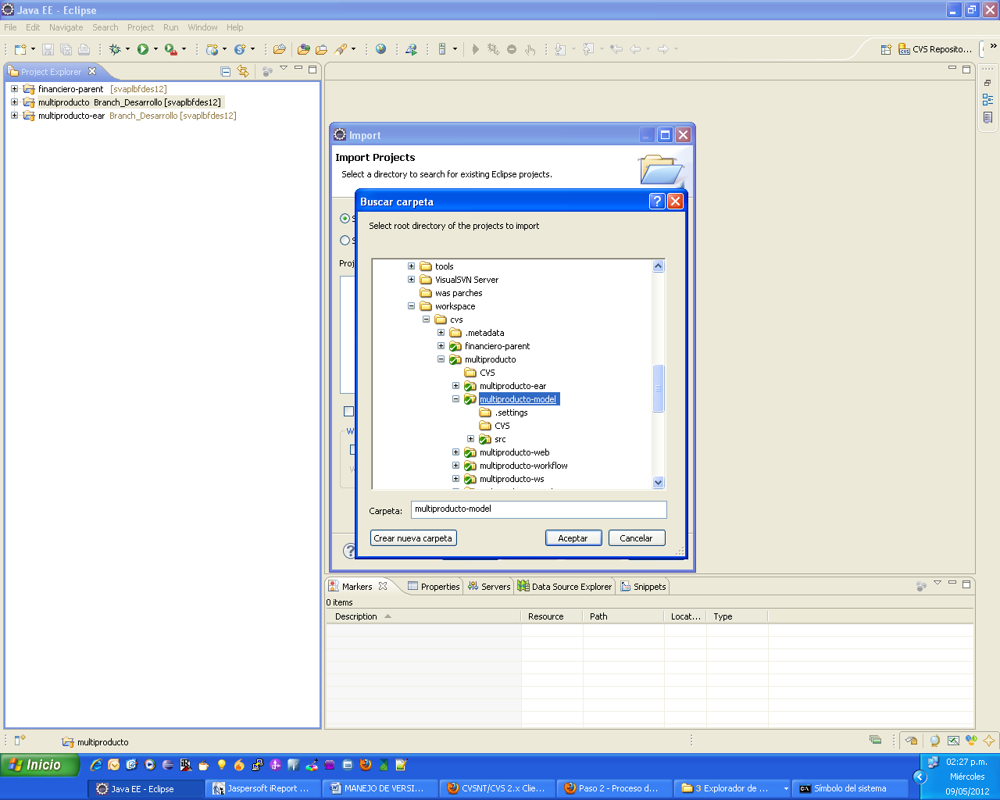 Java EE - Eclipse
File Edit Navigate Search Project Run Window Help
CVS Reposito...
Project Explorer
financiero-parent [svaplbfdes12]
multiproducto Branch_Desarrollo [svaplbfdes12]
multiproducto-ear Branch_Desarrollo [svaplbfdes12]
Import
Import Projects
Select a directory to search for existing Eclipse projects.
Buscar carpeta
Select root directory of the projects to import
tools
VisualSVN Server
was parches
workspace
cvs
.metadata
financiero-parent
multiproducto
CVS
multiproducto-ear
multiproducto-model
.settings
CVS
src
multiproducto-web
multiproducto-workflow
multiproducto-ws
Carpeta: multiproducto-model
Crear nueva carpeta Aceptar Cancelar
Markers Properties Servers Data Source Explorer Snippets
0 items
Description Resource Path Locat... Type
multiproducto
Inicio
02:27 p.m.
Miércoles
09/05/2012
Java EE - Eclipse Jaspersoft iReport ... MANEJO DE VERSI... CVSNT/CVS 2.x Clie... Paso 2 - Proceso d... 3 Explorador de ... Símbolo del sistema